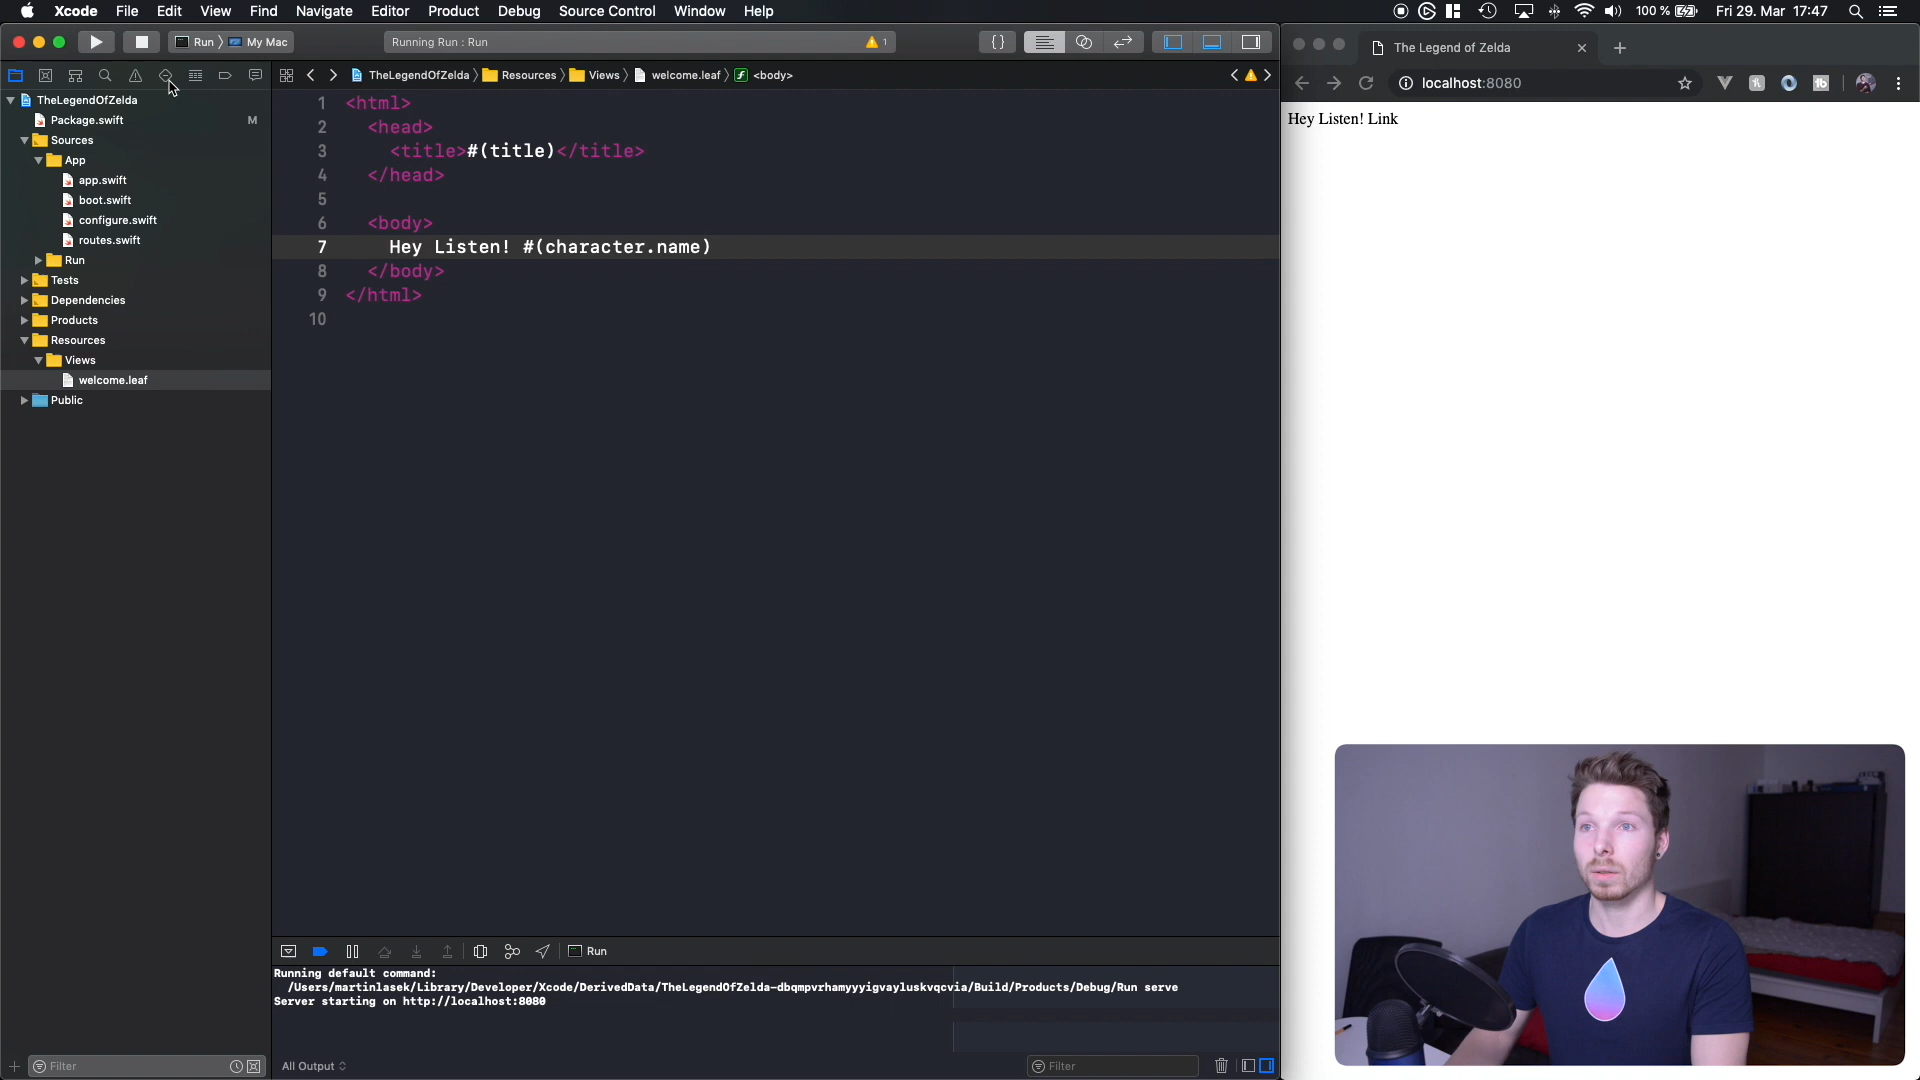 Xcode File Edit View Find Navigate Editor Product Debug Source Control Window Help
100 % Fri 29. Mar 17:47
Run My Mac
Running Run : Run
1
{}
The Legend of Zelda
localhost:8080
TheLegendOfZelda Resources Views welcome.leaf <body>
TheLegendOfZelda
Package.swift M
Sources
App
app.swift
boot.swift
configure.swift
routes.swift
Run
Tests
Dependencies
Products
Resources
Views
welcome.leaf
Public
1 <html>
2 <head>
3 <title>#(title)</title>
4 </head>
5
6 <body>
7 Hey Listen! #(character.name)
8 </body>
9 </html>
10
Hey Listen! Link
Run
Running default command:
/Users/martinlasek/Library/Developer/Xcode/DerivedData/TheLegendOfZelda-dbqmpvrhamyyyigvayluskvqcvia/Build/Products/Debug/Run serve
Server starting on http://localhost:8080
Filter
All Output
Filter